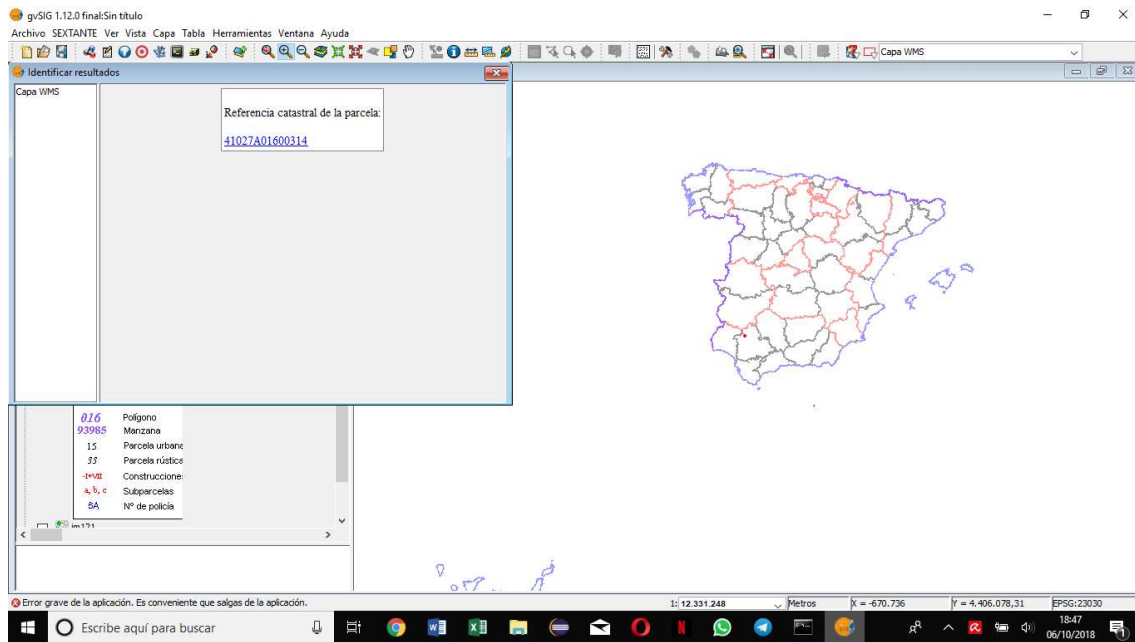 gvSIG 1.12.0 final:Sin título
Archivo SEXTANTE Ver Vista Capa Tabla Herramientas Ventana Ayuda
Capa WMS
Identificar resultados
Capa WMS
Referencia catastral de la parcela:
41027A01600314
016 Polígono
93985 Manzana
15 Parcela urbana
33 Parcela rústica
-I+VII Construcciones
a, b, c Subparcelas
5A Nº de policía
im121
Error grave de la aplicación. Es conveniente que salgas de la aplicación.
1: 12.331.248
Metros
X = -670.736
Y = 4.406.078,31
EPSG:23030
Escribe aquí para buscar
18:47
06/10/2018